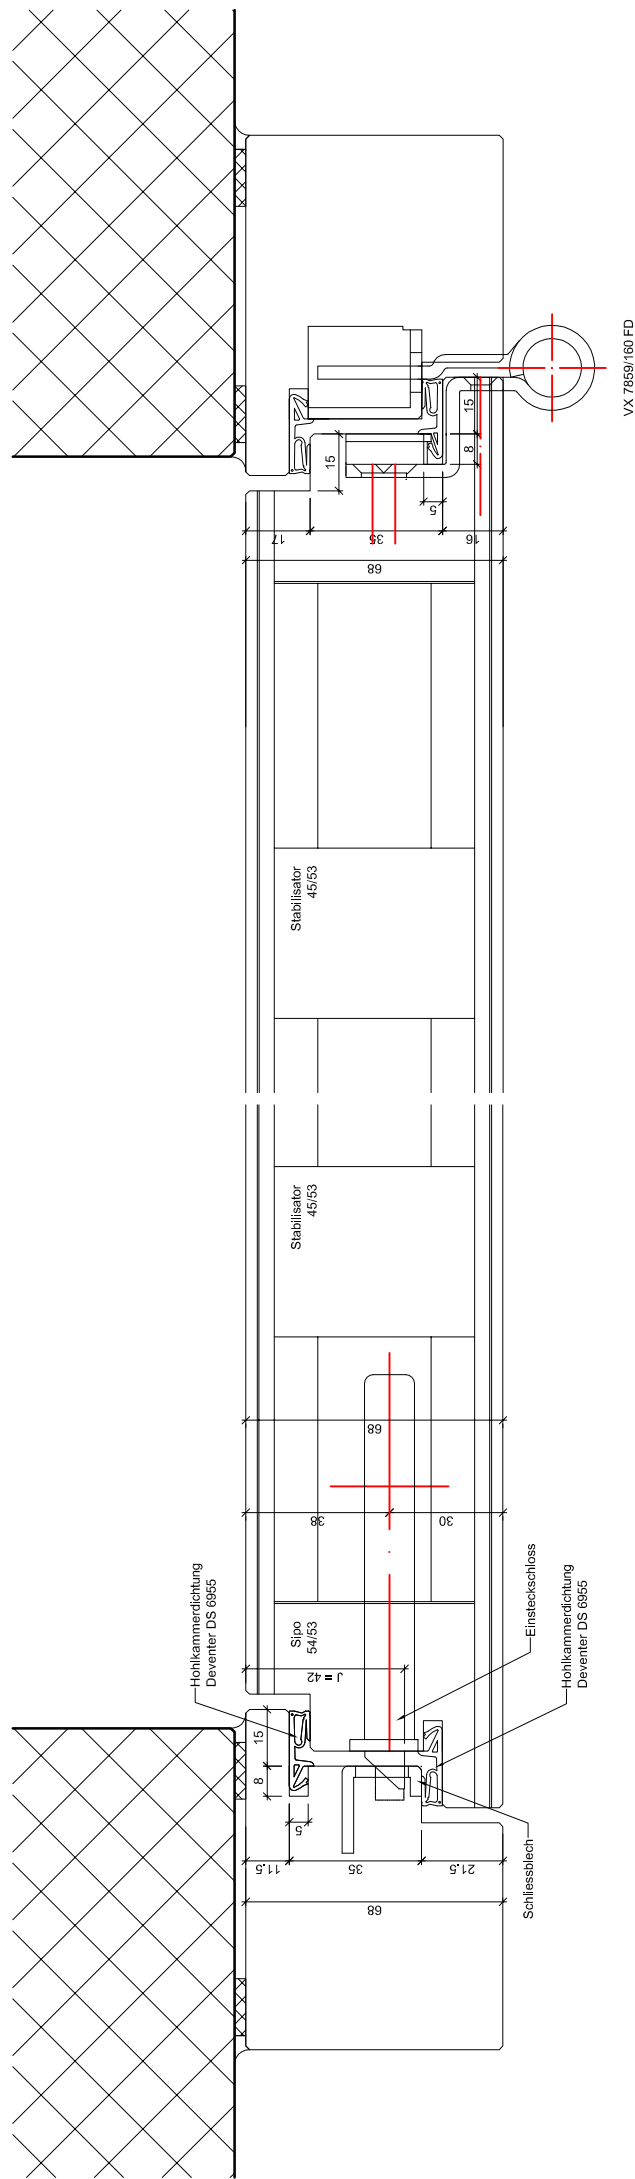 VX 7859/160 FD
15
8
15
5
17
35
16
68
Stabilisator
45/53
Stabilisator
45/53
68
38
30
Hohlkammerdichtung
Deventer DS 6955
Sipo
54/53
J = 42
Einsteckschloss
Hohlkammerdichtung
Deventer DS 6955
15
8
5
11.5
35
21.5
Schliessblech
68